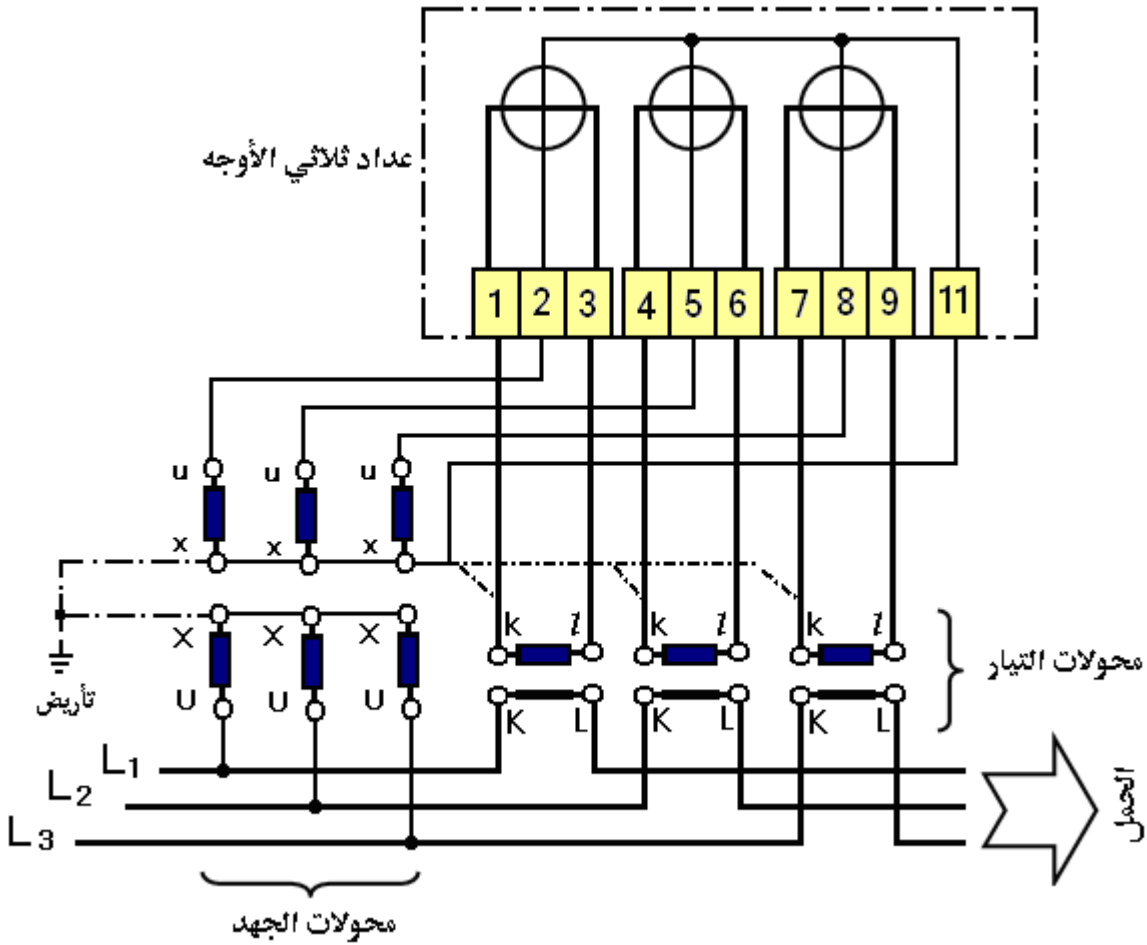 عداد ثلاثي الأوجه
1 2 3 4 5 6 7 8 9 11
u u u
x x x
k l k l k l
X X X
K L K L K L
U U U
محولات التيار
تأريض
L1
L2
L3
الحمل
محولات الجهد